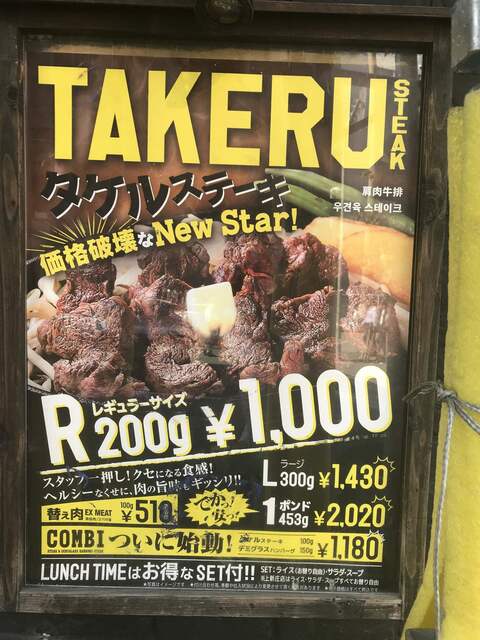 TAKERU
STEAK
タケルステーキ
肩肉牛排
우견육 스테이크
価格破壊なNew Star!
レギュラーサイズ
R 200g ¥1,000
スタッフ一押し!クセになる食感!
ヘルシーなくせに、肉の旨味もギッシリ!!
ラージ
L 300g ¥1,430
ポンド
1 453g ¥2,020
替え肉 EX MEAT 100g ¥510
でかっ!
安っ!
COMBI ついに始動!
タケルステーキ 100g
デミグラスハンバーグ 150g
¥1,180
LUNCH TIMEはお得なSET付!!
SET:ライス(お替り自由)・サラダ・スープ